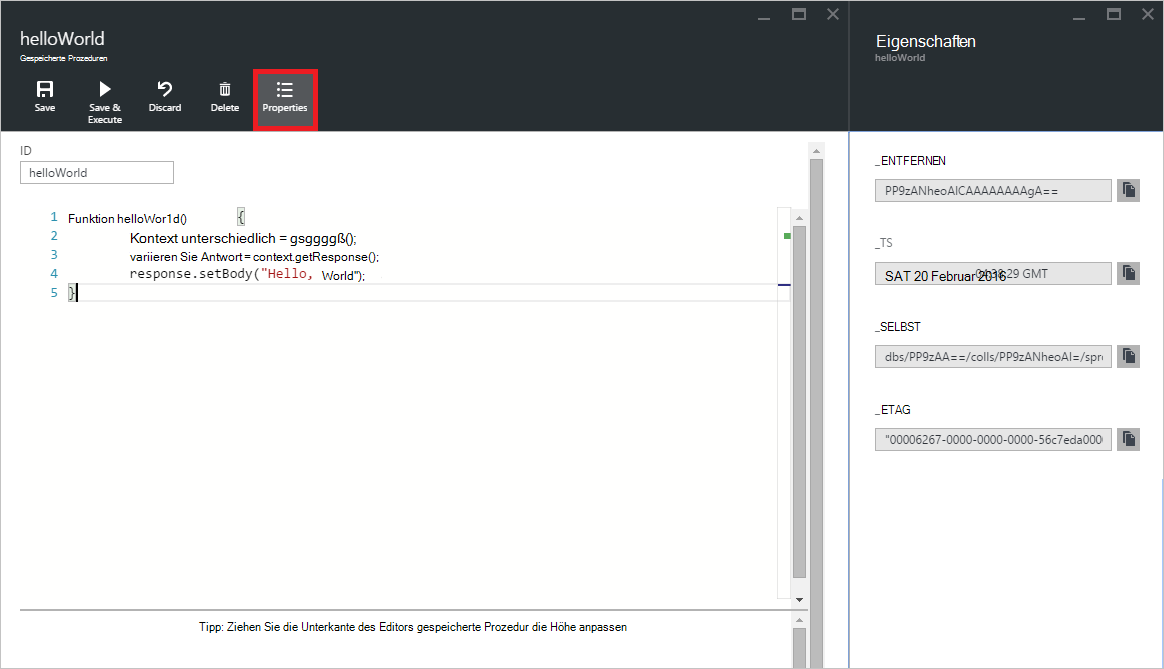 helloWorld
Gespeicherte Prozeduren
Save
Save &
Execute
Discard
Delete
Properties
ID
helloWorld
1 Funktion helloWor1d() {
2 Kontext unterschiedlich = gsggggß();
3 variieren Sie Antwort = context.getResponse();
4 response.setBody("Hello, World");
5 }
Tipp: Ziehen Sie die Unterkante des Editors gespeicherte Prozedur die Höhe anpassen
Eigenschaften
helloWorld
_ENTFERNEN
PP9zANheoAICAAAAAAAAgA==
_TS
SAT 20 Februar 2016 :29 GMT
_SELBST
dbs/PP9zAA==/colls/PP9zANheoAI=/spr
_ETAG
"00006267-0000-0000-0000-56c7eda000